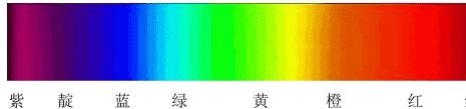 紫 靛 蓝 绿 黄 橙 红